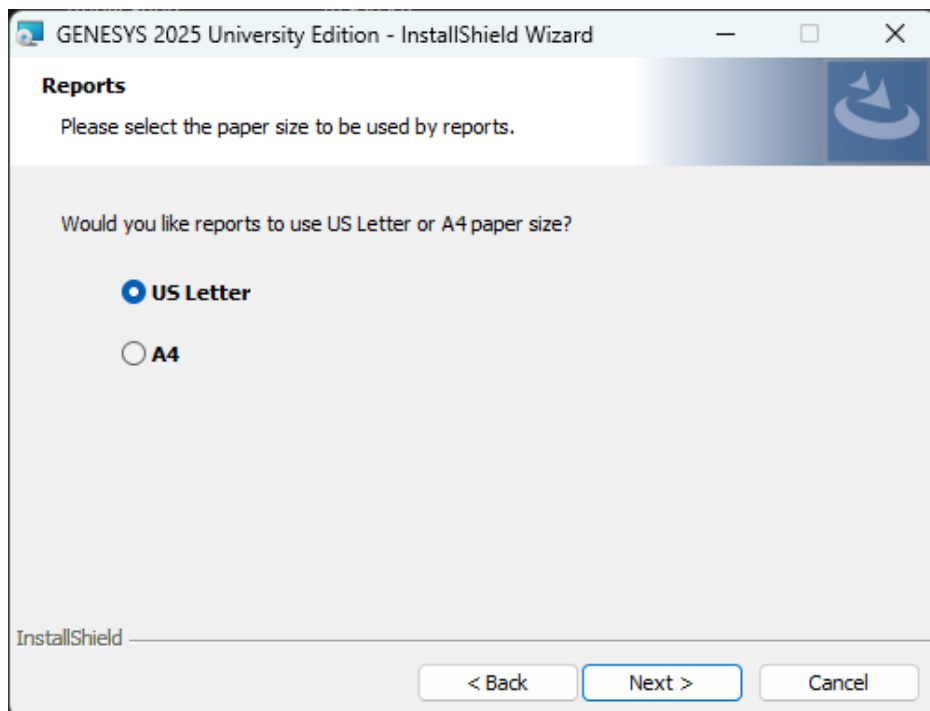 GENESYS 2025 University Edition - InstallShield Wizard
Reports
Please select the paper size to be used by reports.
Would you like reports to use US Letter or A4 paper size?
US Letter
A4
InstallShield
< Back
Next >
Cancel